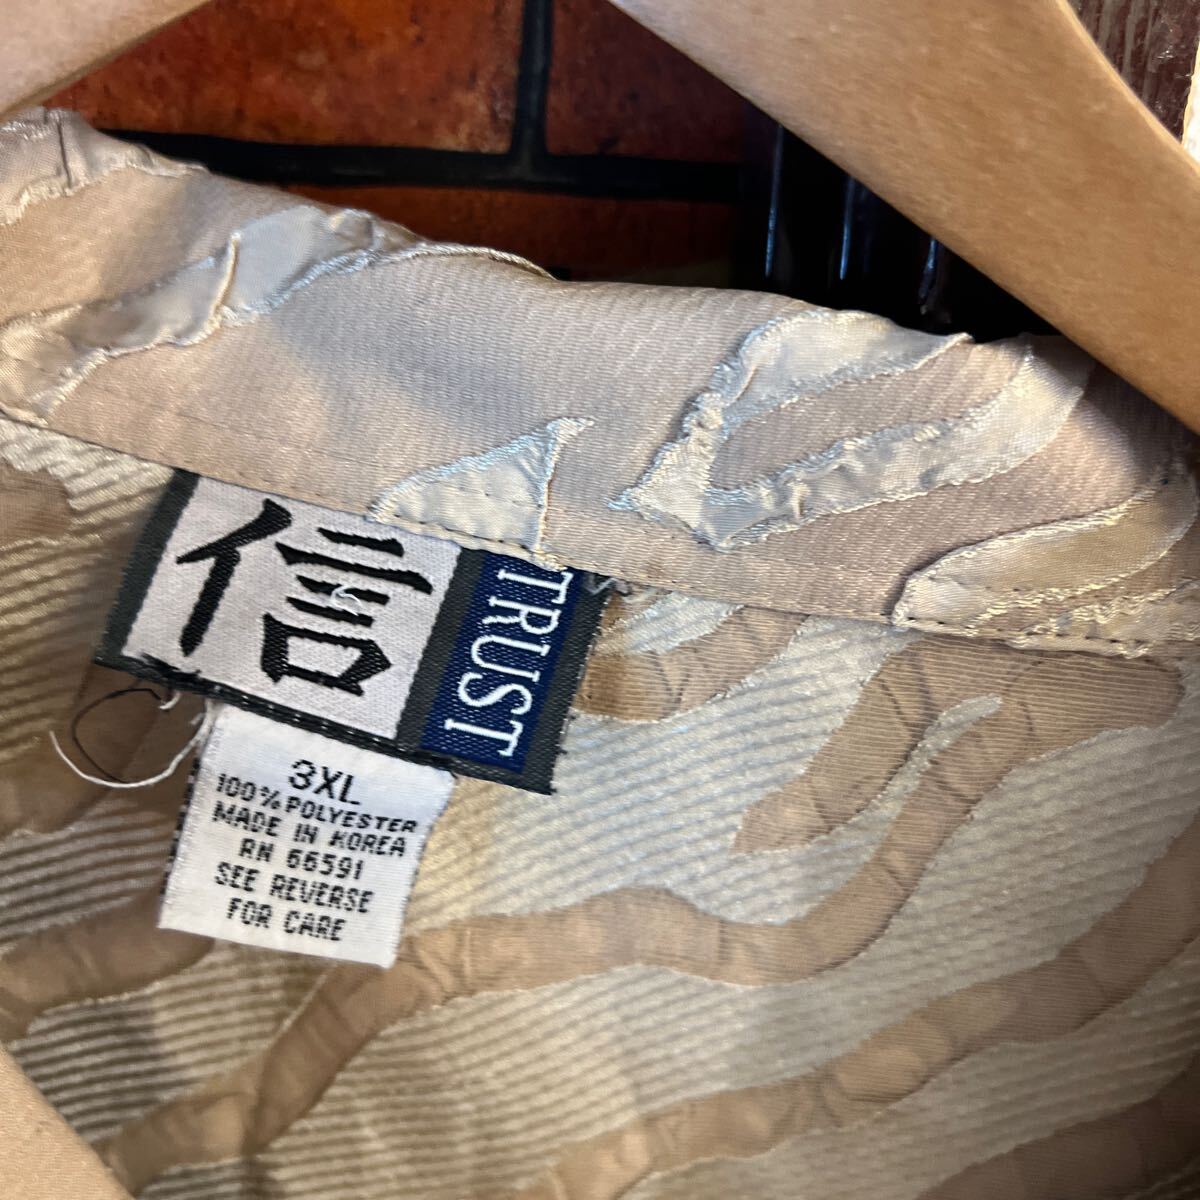 信
TRUST
3XL
100% POLYESTER
MADE IN KOREA
RN 66591
SEE REVERSE
FOR CARE